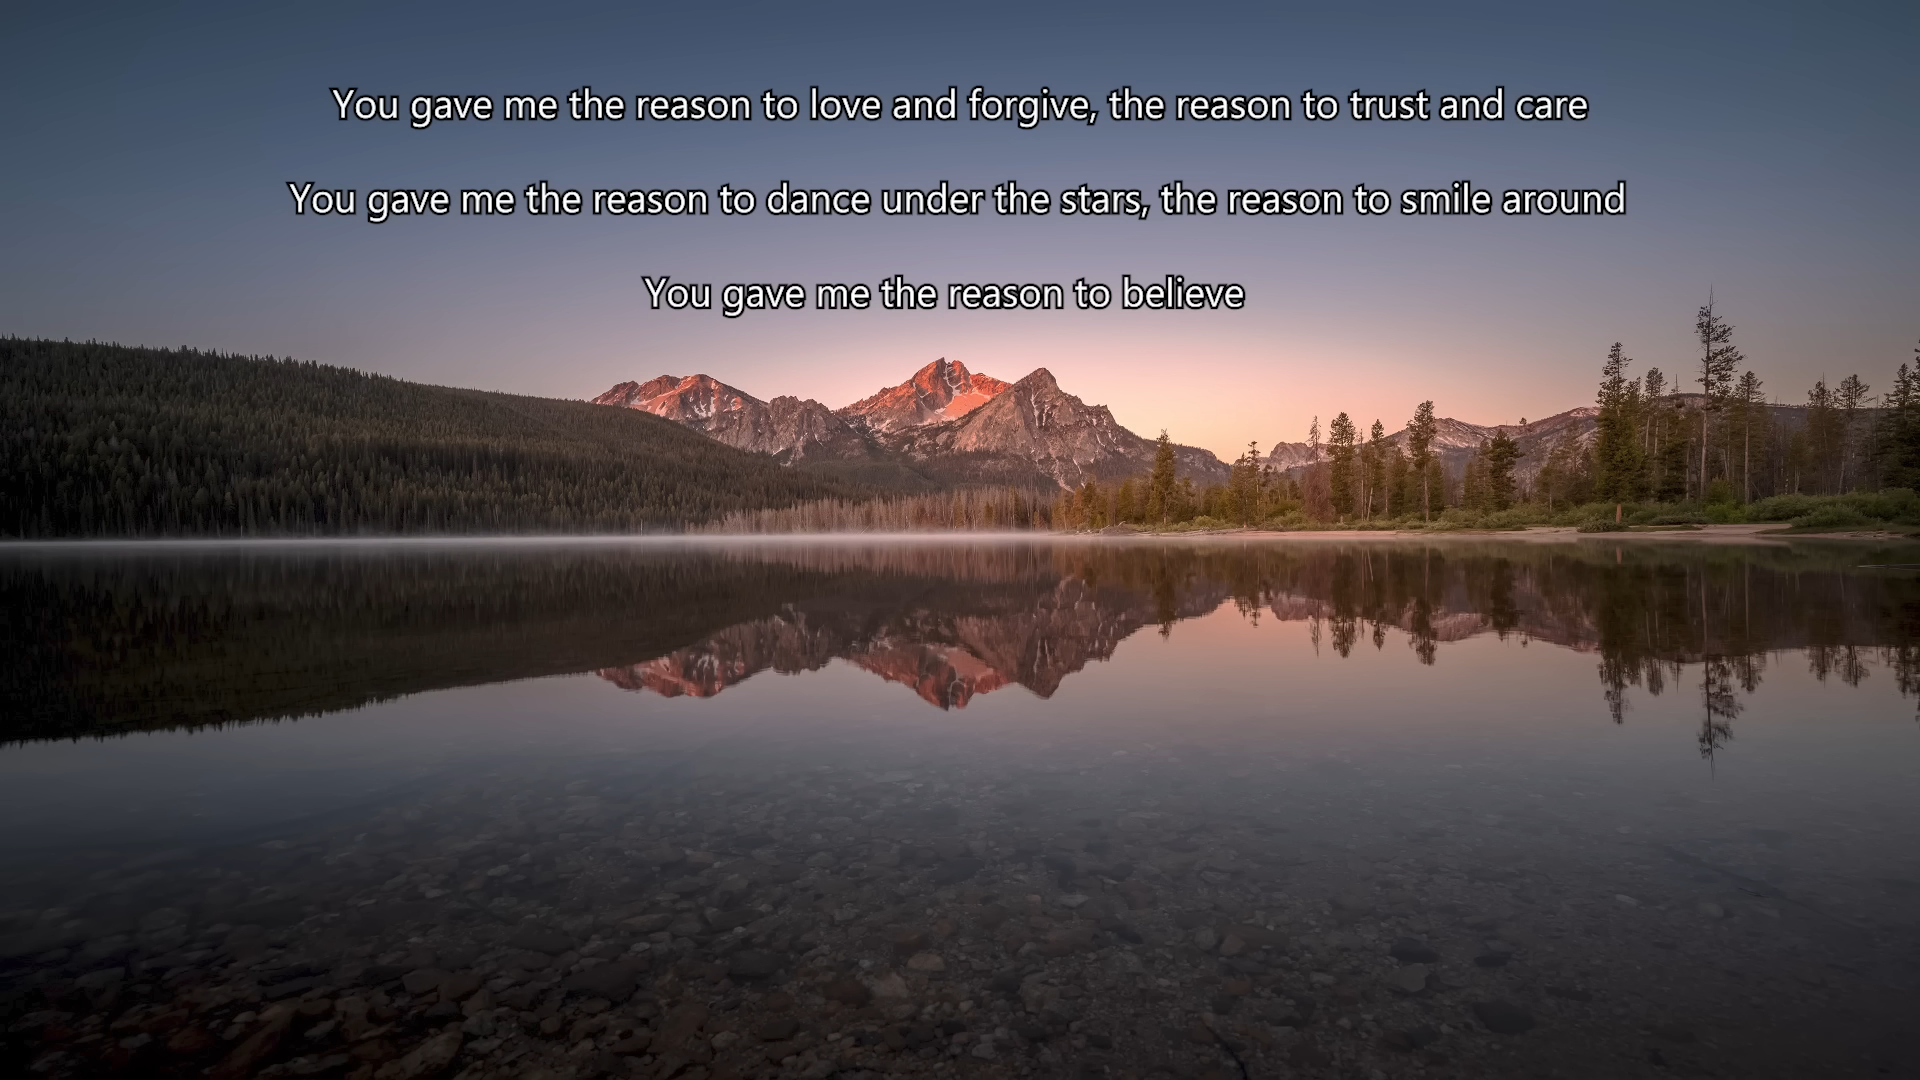 You gave me the reason to love and forgive, the reason to trust and care
You gave me the reason to dance under the stars, the reason to smile around
You gave me the reason to believe